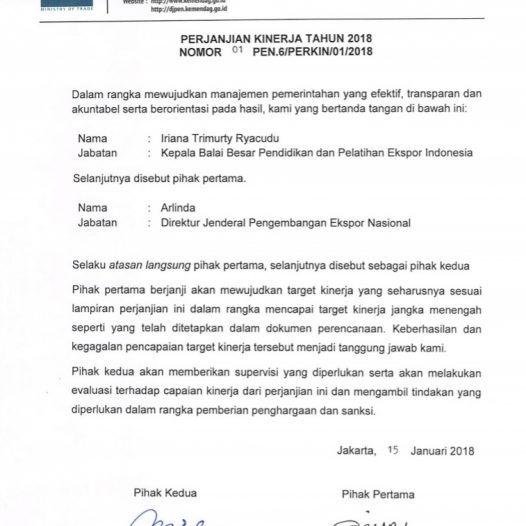 MINISTRY OF TRADE
Website : http://www.kemendag.go.id
http://djpen.kemendag.go.id
PERJANJIAN KINERJA TAHUN 2018
NOMOR 01 PEN.6/PERKIN/01/2018
Dalam rangka mewujudkan manajemen pemerintahan yang efektif, transparan dan
akuntabel serta berorientasi pada hasil, kami yang bertanda tangan di bawah ini:
Nama : Iriana Trimurty Ryacudu
Jabatan : Kepala Balai Besar Pendidikan dan Pelatihan Ekspor Indonesia
Selanjutnya disebut pihak pertama.
Nama : Arlinda
Jabatan : Direktur Jenderal Pengembangan Ekspor Nasional
Selaku atasan langsung pihak pertama, selanjutnya disebut sebagai pihak kedua
Pihak pertama berjanji akan mewujudkan target kinerja yang seharusnya sesuai
lampiran perjanjian ini dalam rangka mencapai target kinerja jangka menengah
seperti yang telah ditetapkan dalam dokumen perencanaan. Keberhasilan dan
kegagalan pencapaian target kinerja tersebut menjadi tanggung jawab kami.
Pihak kedua akan memberikan supervisi yang diperlukan serta akan melakukan
evaluasi terhadap capaian kinerja dari perjanjian ini dan mengambil tindakan yang
diperlukan dalam rangka pemberian penghargaan dan sanksi.
Jakarta, 15 Januari 2018
Pihak Kedua Pihak Pertama